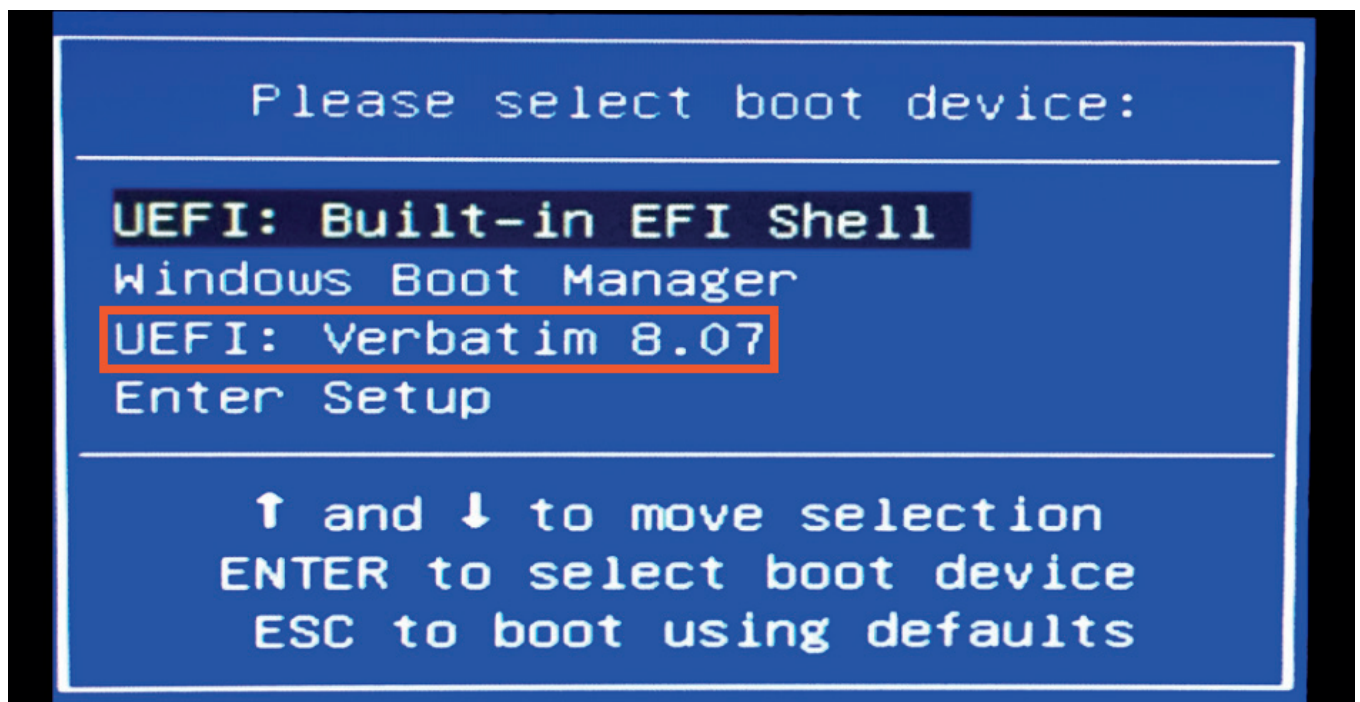 Please select boot device:
UEFI: Built-in EFI Shell
Windows Boot Manager
UEFI: Verbatim 8.07
Enter Setup
↑ and ↓ to move selection
ENTER to select boot device
ESC to boot using defaults